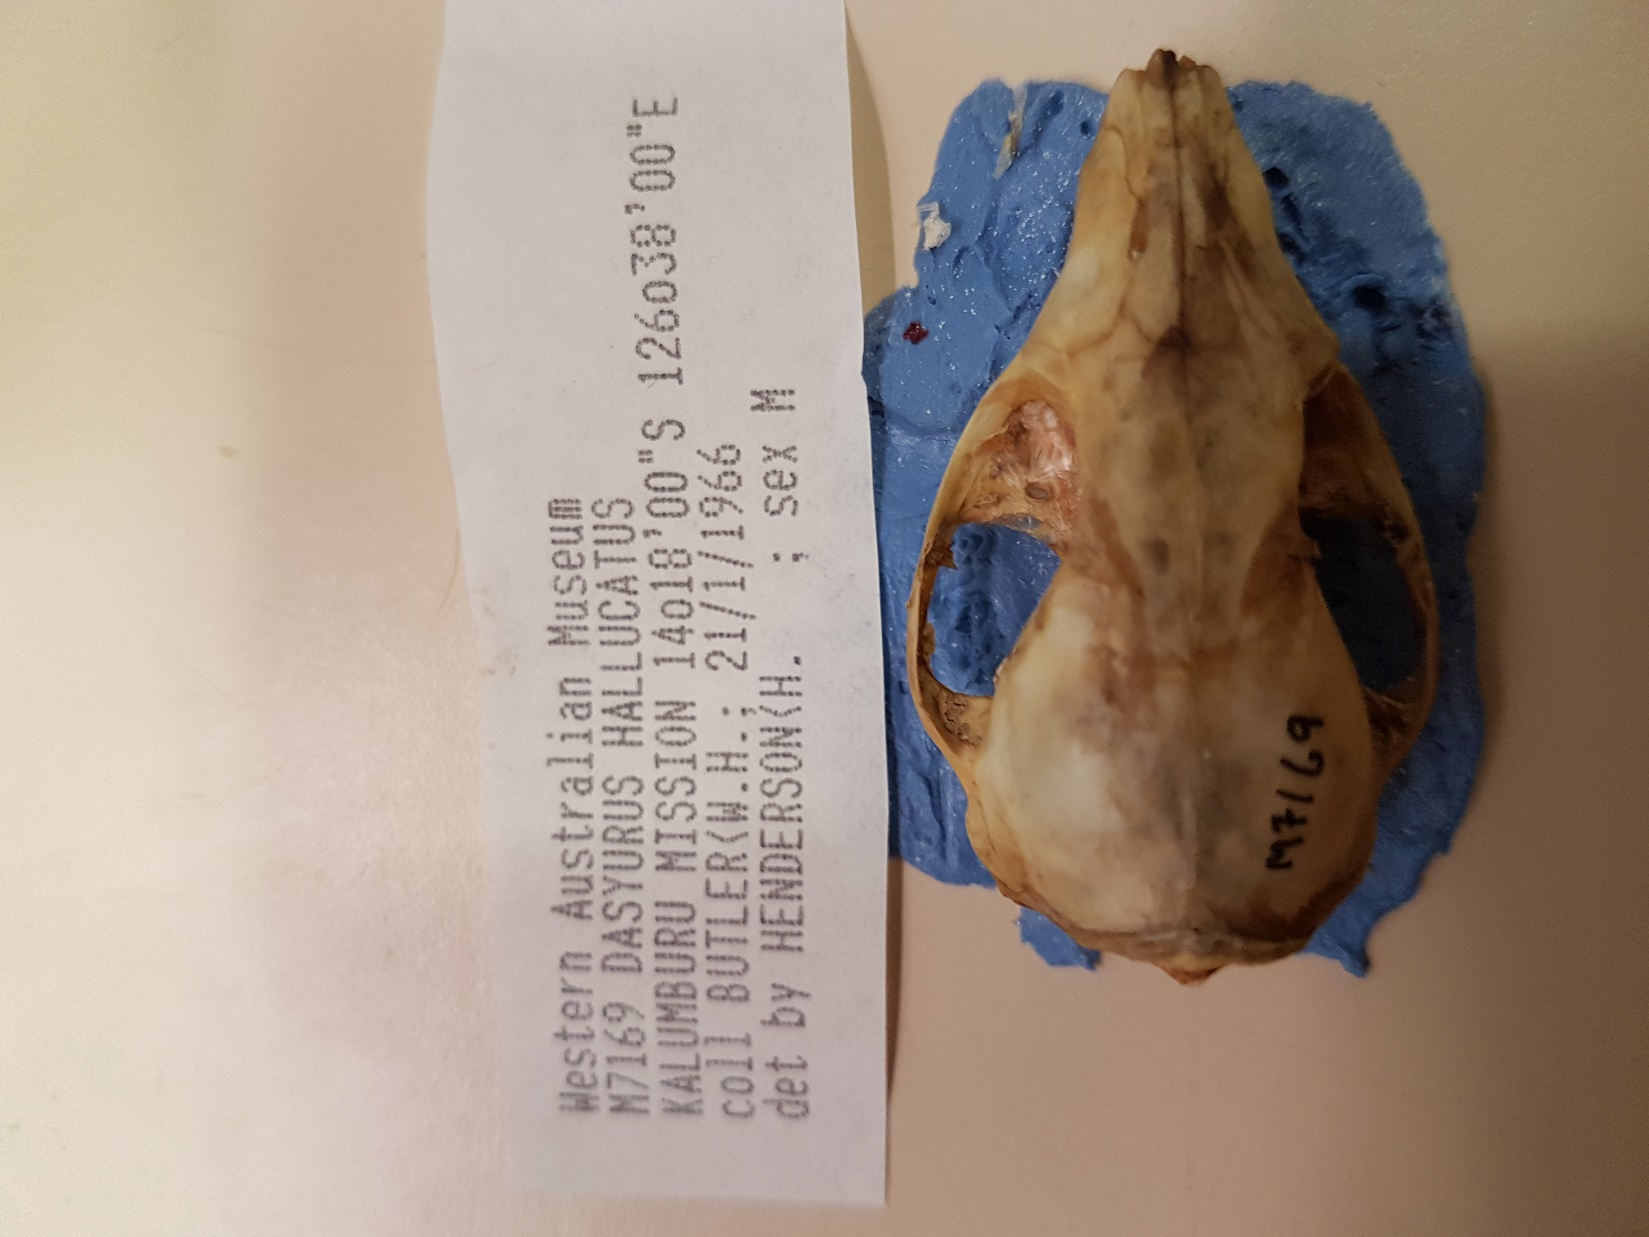 Western Australian Museum
M7169 DASYURUS HALLUCATUS
KALUMBURU MISSION 14o18'00"S 126o38'00"E
coll BUTLER(W.H.; 21/1/1966
det by HENDERSON(H. ; sex M
M7169